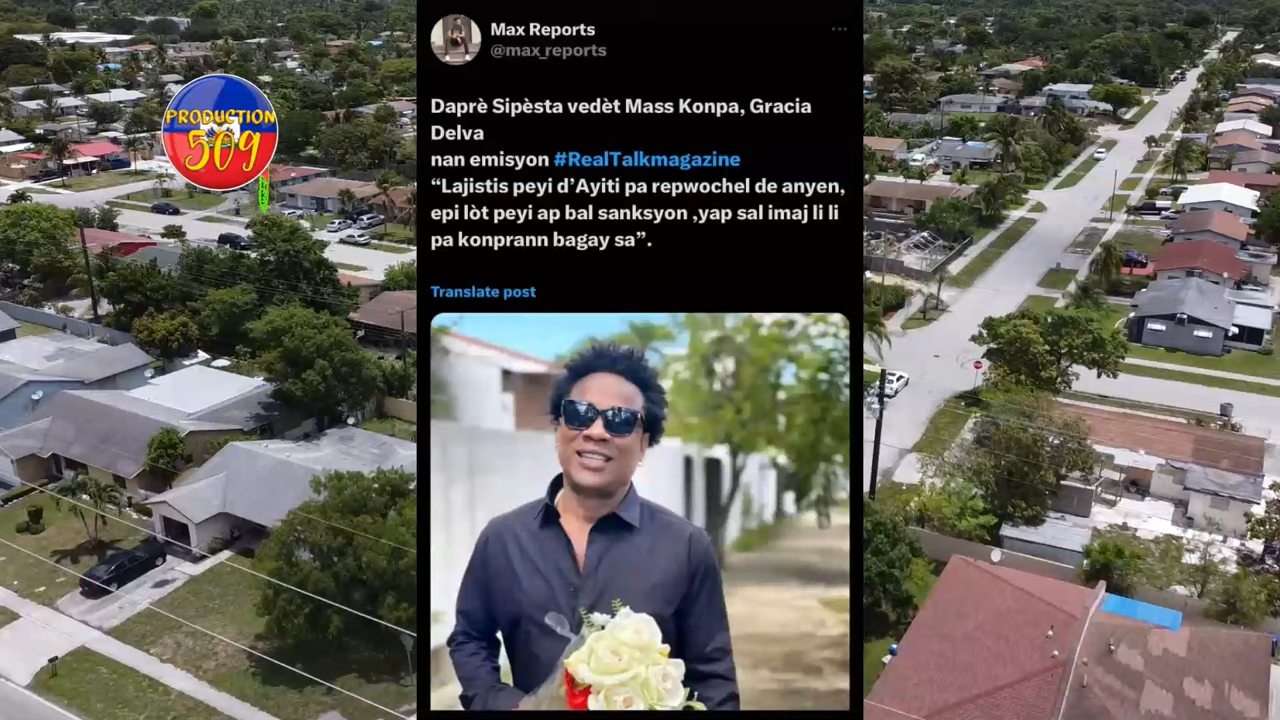 PRODUCTION
509
Max Reports
@max_reports
Daprè Sipèsta vedèt Mass Konpa, Gracia
Delva
nan emisyon #RealTalkmagazine
“Lajistis peyi d’Ayiti pa repwochel de anyen,
epi lòt peyi ap bal sanksyon ,yap sal imaj li li
pa konprann bagay sa”.
Translate post